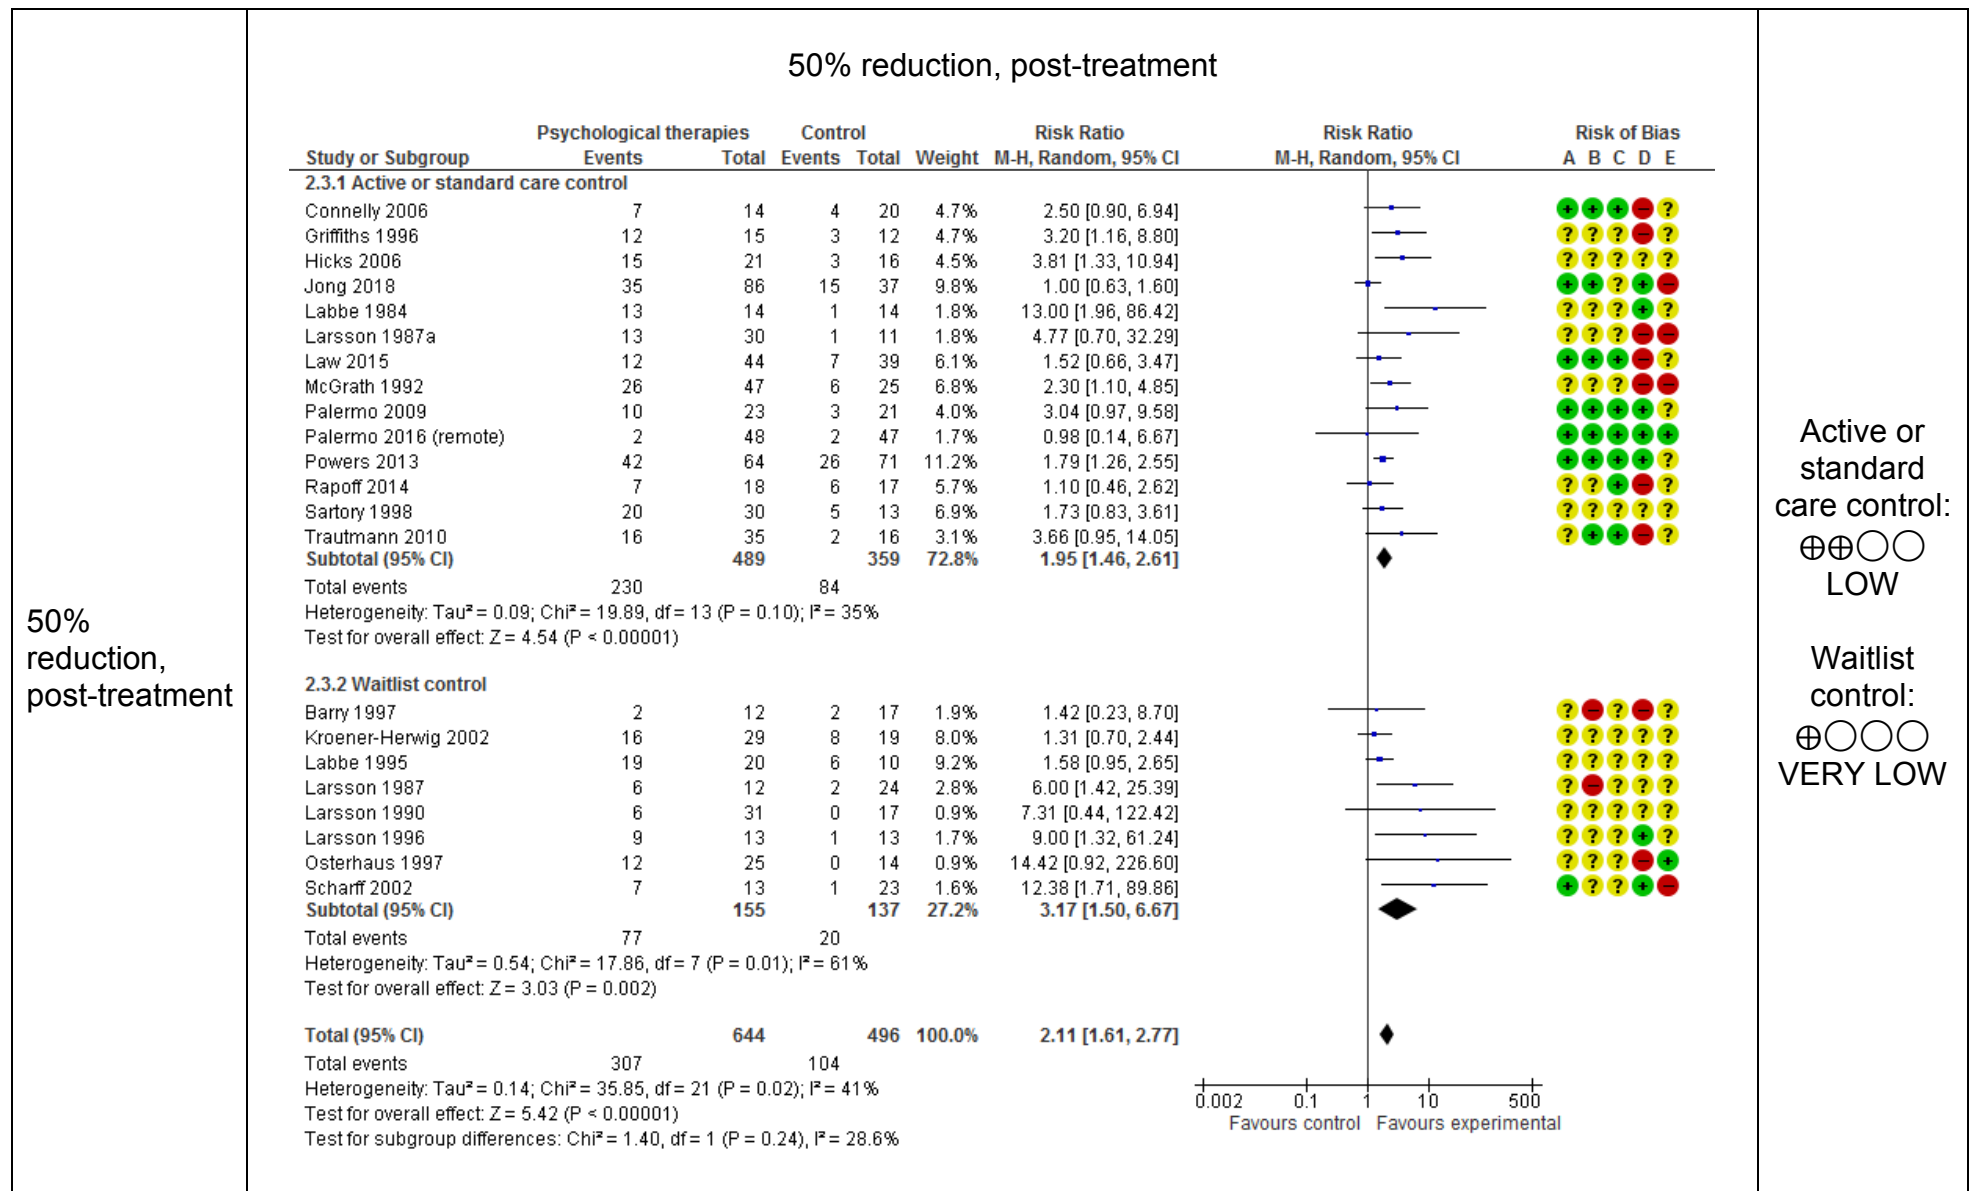 50% reduction, post-treatment
Psychological therapies Control Risk Ratio Risk Ratio Risk of Bias
Study or Subgroup Events Total Events Total Weight M-H, Random, 95% CI M-H, Random, 95% CI A B C D E
2.3.1 Active or standard care control
Connelly 2006 7 14 4 20 4.7% 2.50 [0.90, 6.94] + + + − ?
Griffiths 1996 12 15 3 12 4.7% 3.20 [1.16, 8.80] ? ? ? − ?
Hicks 2006 15 21 3 16 4.5% 3.81 [1.33, 10.94] ? ? ? ? ?
Jong 2018 35 86 15 37 9.8% 1.00 [0.63, 1.60] + + ? + −
Labbe 1984 13 14 1 14 1.8% 13.00 [1.96, 86.42] ? ? ? + ?
Larsson 1987a 13 30 1 11 1.8% 4.77 [0.70, 32.29] ? ? ? − −
Law 2015 12 44 7 39 6.1% 1.52 [0.66, 3.47] + + + − ?
McGrath 1992 26 47 6 25 6.8% 2.30 [1.10, 4.85] ? ? ? − −
Palermo 2009 10 23 3 21 4.0% 3.04 [0.97, 9.58] + + + + ?
Palermo 2016 (remote) 2 48 2 47 1.7% 0.98 [0.14, 6.67] + + + + +
Powers 2013 42 64 26 71 11.2% 1.79 [1.26, 2.55] + + + + ?
Rapoff 2014 7 18 6 17 5.7% 1.10 [0.46, 2.62] ? ? + − ?
Sartory 1998 20 30 5 13 6.9% 1.73 [0.83, 3.61] ? ? ? ? ?
Trautmann 2010 16 35 2 16 3.1% 3.66 [0.95, 14.05] ? + + − ?
Subtotal (95% CI) 489 359 72.8% 1.95 [1.46, 2.61]
Total events 230 84
Heterogeneity: Tau² = 0.09; Chi² = 19.89, df = 13 (P = 0.10); I² = 35%
Test for overall effect: Z = 4.54 (P < 0.00001)
2.3.2 Waitlist control
Barry 1997 2 12 2 17 1.9% 1.42 [0.23, 8.70] ? − ? − ?
Kroener-Herwig 2002 16 29 8 19 8.0% 1.31 [0.70, 2.44] ? ? ? ? ?
Labbe 1995 19 20 6 10 9.2% 1.58 [0.95, 2.65] ? ? ? ? ?
Larsson 1987 6 12 2 24 2.8% 6.00 [1.42, 25.39] ? − ? ? ?
Larsson 1990 6 31 0 17 0.9% 7.31 [0.44, 122.42] ? ? ? ? ?
Larsson 1996 9 13 1 13 1.7% 9.00 [1.32, 61.24] ? ? ? + ?
Osterhaus 1997 12 25 0 14 0.9% 14.42 [0.92, 226.60] ? ? ? − +
Scharff 2002 7 13 1 23 1.6% 12.38 [1.71, 89.86] + ? ? + −
Subtotal (95% CI) 155 137 27.2% 3.17 [1.50, 6.67]
Total events 77 20
Heterogeneity: Tau² = 0.54; Chi² = 17.86, df = 7 (P = 0.01); I² = 61%
Test for overall effect: Z = 3.03 (P = 0.002)
Total (95% CI) 644 496 100.0% 2.11 [1.61, 2.77]
Total events 307 104
Heterogeneity: Tau² = 0.14; Chi² = 35.85, df = 21 (P = 0.02); I² = 41%
Test for overall effect: Z = 5.42 (P < 0.00001)
Test for subgroup differences: Chi² = 1.40, df = 1 (P = 0.24), I² = 28.6%
0.002 0.1 1 10 500
Favours control Favours experimental
50%
reduction,
post-treatment
Active or
standard
care control:
⊕⊕◯◯
LOW
Waitlist
control:
⊕◯◯◯
VERY LOW